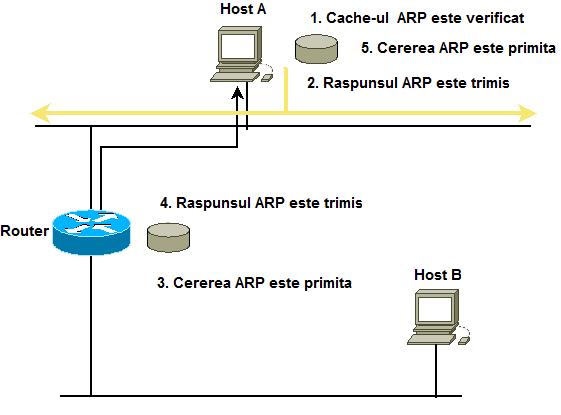 Host A
1. Cache-ul ARP este verificat
5. Cererea ARP este primita
2. Raspunsul ARP este trimis
4. Raspunsul ARP este trimis
Router
3. Cererea ARP este primita
Host B